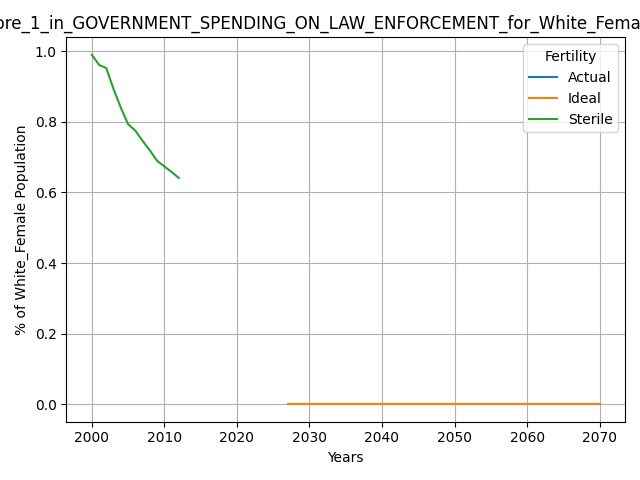 ore_1_in_GOVERNMENT_SPENDING_ON_LAW_ENFORCEMENT_for_White_Fema
Fertility
Actual
Ideal
Sterile
% of White_Female Population
1.0
0.8
0.6
0.4
0.2
0.0
2000 2010 2020 2030 2040 2050 2060 2070
Years